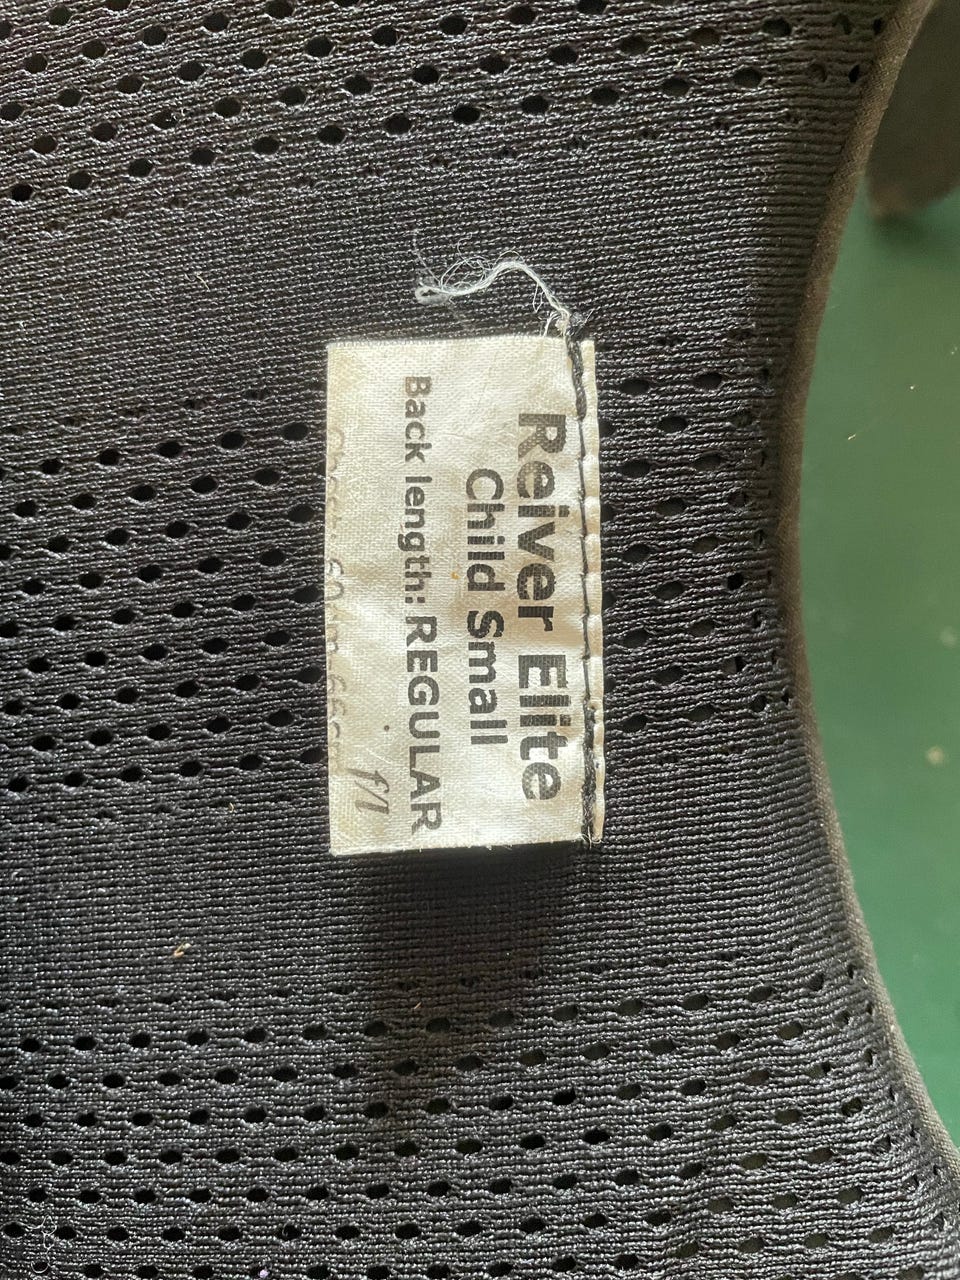 Reiver Elite
Child Small
Back length: REGULAR